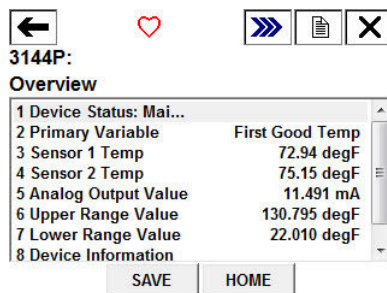 3144P:
Overview
1 Device Status: Mai...
2 Primary Variable First Good Temp
3 Sensor 1 Temp 72.94 degF
4 Sensor 2 Temp 75.15 degF
5 Analog Output Value 11.491 mA
6 Upper Range Value 130.795 degF
7 Lower Range Value 22.010 degF
8 Device Information
SAVE HOME